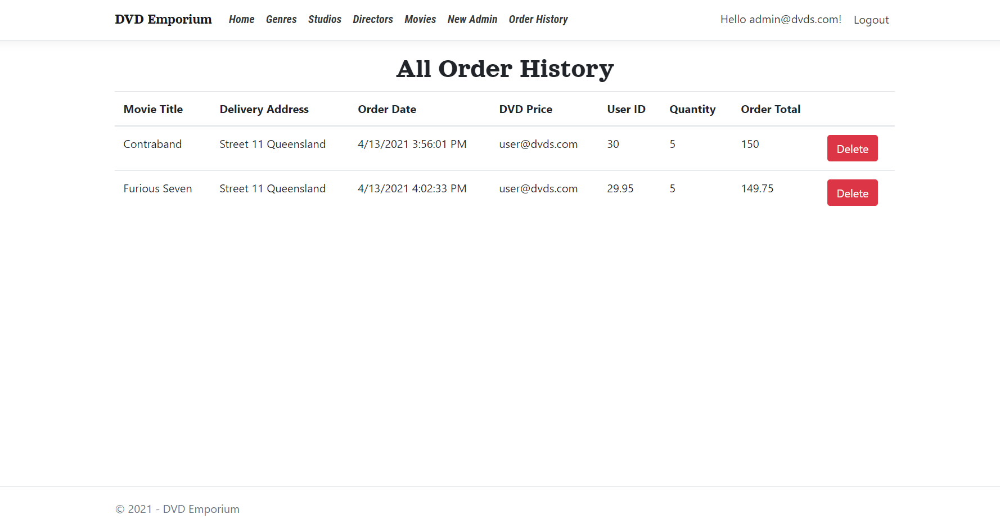 DVD Emporium Home Genres Studios Directors Movies New Admin Order History Hello admin@dvds.com! Logout
All Order History
Movie Title Delivery Address Order Date DVD Price User ID Quantity Order Total
Contraband Street 11 Queensland 4/13/2021 3:56:01 PM user@dvds.com 30 5 150 Delete
Furious Seven Street 11 Queensland 4/13/2021 4:02:33 PM user@dvds.com 29.95 5 149.75 Delete
© 2021 - DVD Emporium